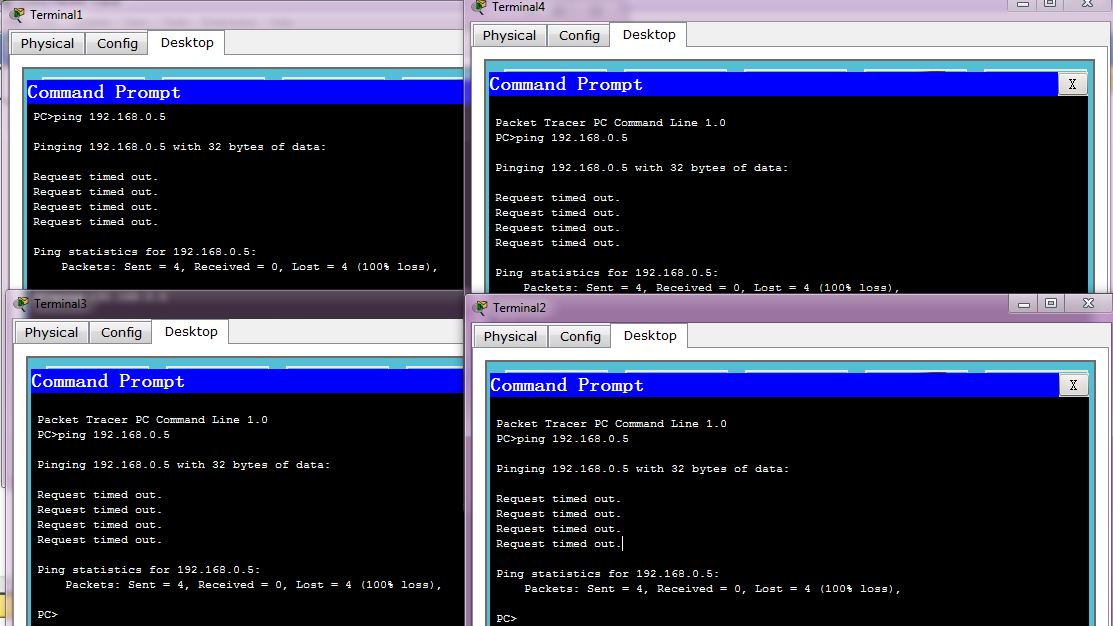 Terminal1
Physical Config Desktop
Command Prompt
PC>ping 192.168.0.5
Pinging 192.168.0.5 with 32 bytes of data:
Request timed out.
Request timed out.
Request timed out.
Request timed out.
Ping statistics for 192.168.0.5:
Packets: Sent = 4, Received = 0, Lost = 4 (100% loss),
Terminal4
Physical Config Desktop
Command Prompt X
Packet Tracer PC Command Line 1.0
PC>ping 192.168.0.5
Pinging 192.168.0.5 with 32 bytes of data:
Request timed out.
Request timed out.
Request timed out.
Request timed out.
Ping statistics for 192.168.0.5:
Packets: Sent = 4, Received = 0, Lost = 4 (100% loss),
Terminal3
Physical Config Desktop
Command Prompt
Packet Tracer PC Command Line 1.0
PC>ping 192.168.0.5
Pinging 192.168.0.5 with 32 bytes of data:
Request timed out.
Request timed out.
Request timed out.
Request timed out.
Ping statistics for 192.168.0.5:
Packets: Sent = 4, Received = 0, Lost = 4 (100% loss),
PC>
Terminal2
Physical Config Desktop
Command Prompt X
Packet Tracer PC Command Line 1.0
PC>ping 192.168.0.5
Pinging 192.168.0.5 with 32 bytes of data:
Request timed out.
Request timed out.
Request timed out.
Request timed out.
Ping statistics for 192.168.0.5:
Packets: Sent = 4, Received = 0, Lost = 4 (100% loss),
PC>